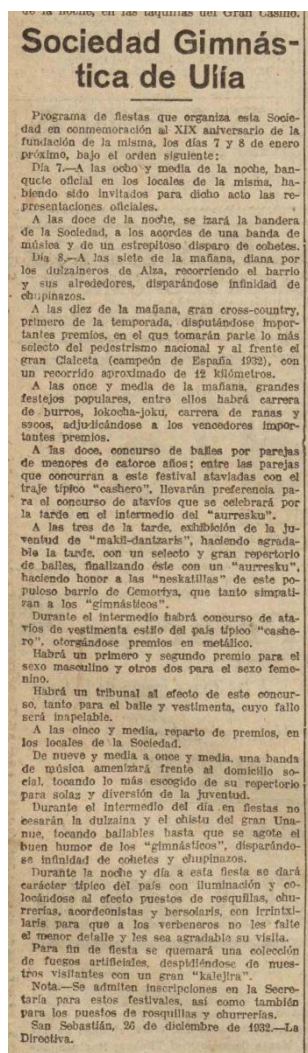 de la noche, en las taquillas del Gran Casino.
Sociedad Gimnás-
tica de Ulía
Programa de fiestas que organiza esta Socie-
dad en conmemoración al XIX aniversario de la
fundación de la misma, los días 7 y 8 de enero
próximo, bajo el orden siguiente:
Día 7.—A las ocho y media de la noche, ban-
quete oficial en los locales de la misma, ha-
biendo sido invitados para dicho acto las re-
presentaciones oficiales.
A las doce de la noche, se izará la bandera
de la Sociedad, a los acordes de una banda de
música y de un estrepitoso disparo de cohetes.
Día 8.—A las siete de la mañana, diana por
los dulzaineros de Alza, recorriendo el barrio
y sus alrededores, disparándose infinidad de
chupinazos.
A las diez de la mañana, gran cross-country,
primero de la temporada, disputándose impor-
tantes premios, en el que tomarán parte lo más
selecto del pedestrismo nacional y al frente el
gran Cialceta (campeón de España 1932), con
un recorrido aproximado de 12 kilómetros.
A las once y media de la mañana, grandes
festejos populares, entre ellos habrá carrera
de burros, lokocha-joku, carrera de ranas y
sacos, adjudicándose a los vencedores impor-
tantes premios.
A las doce, concurso de bailes por parejas
de menores de catorce años; entre las parejas
que concurran a este festival ataviadas con el
traje típico "cashero", llevarán preferencia pa-
ra el concurso de atavíos que se celebrará por
la tarde en el intermedio del "aurresku".
A las tres de la tarde, exhibición de la ju-
ventud de "makil-dantzaris", haciendo agrada-
ble la tarde, con un selecto y gran repertorio
de bailes, finalizando éste con un "aurresku",
haciendo honor a las "neskatillas" de este po-
puloso barrio de Cemoriya, que tanto simpati-
van a los "gimnásticos".
Durante el intermedio habrá concurso de ata-
víos de vestimenta estilo del país típico "cashe-
ro", otorgándose premios en metálico.
Habrá un primero y segundo premio para el
sexo masculino y otros dos para el sexo feme-
nino.
Habrá un tribunal al efecto de este concur-
so, tanto para el baile y vestimenta, cuyo fallo
será inapelable.
A las cinco y media, reparto de premios, en
los locales de la Sociedad.
De nueve y media a once y media, una banda
de música amenizará frente al domicilio so-
cial, tocando lo más escogido de su repertorio
para solaz y diversión de la juventud.
Durante el intermedio del día en fiestas no
cesarán la dulzaina y el chistu del gran Una-
nue, tocando bailables hasta que se agote el
buen humor de los "gimnásticos", disparándo-
se infinidad de cohetes y chupinazos.
Durante la noche y día a esta fiesta se dará
carácter típico del país con iluminación y co-
locándose al efecto puestos de rosquillas, chu-
rrerías, acordeonistas y bersolaris, con irrintxi-
laris para que a los verbeneros no les falte
el menor detalle y les sea agradable su visita.
Para fin de fiesta se quemará una colección
de fuegos artificiales, despidiéndose de nues-
tros visitantes con un gran "kalejira".
Nota.—Se admiten inscripciones en la Secre-
taría para estos festivales, así como también
para los puestos de rosquillas y churrerías.
San Sebastián, 26 de diciembre de 1932.—La
Directiva.